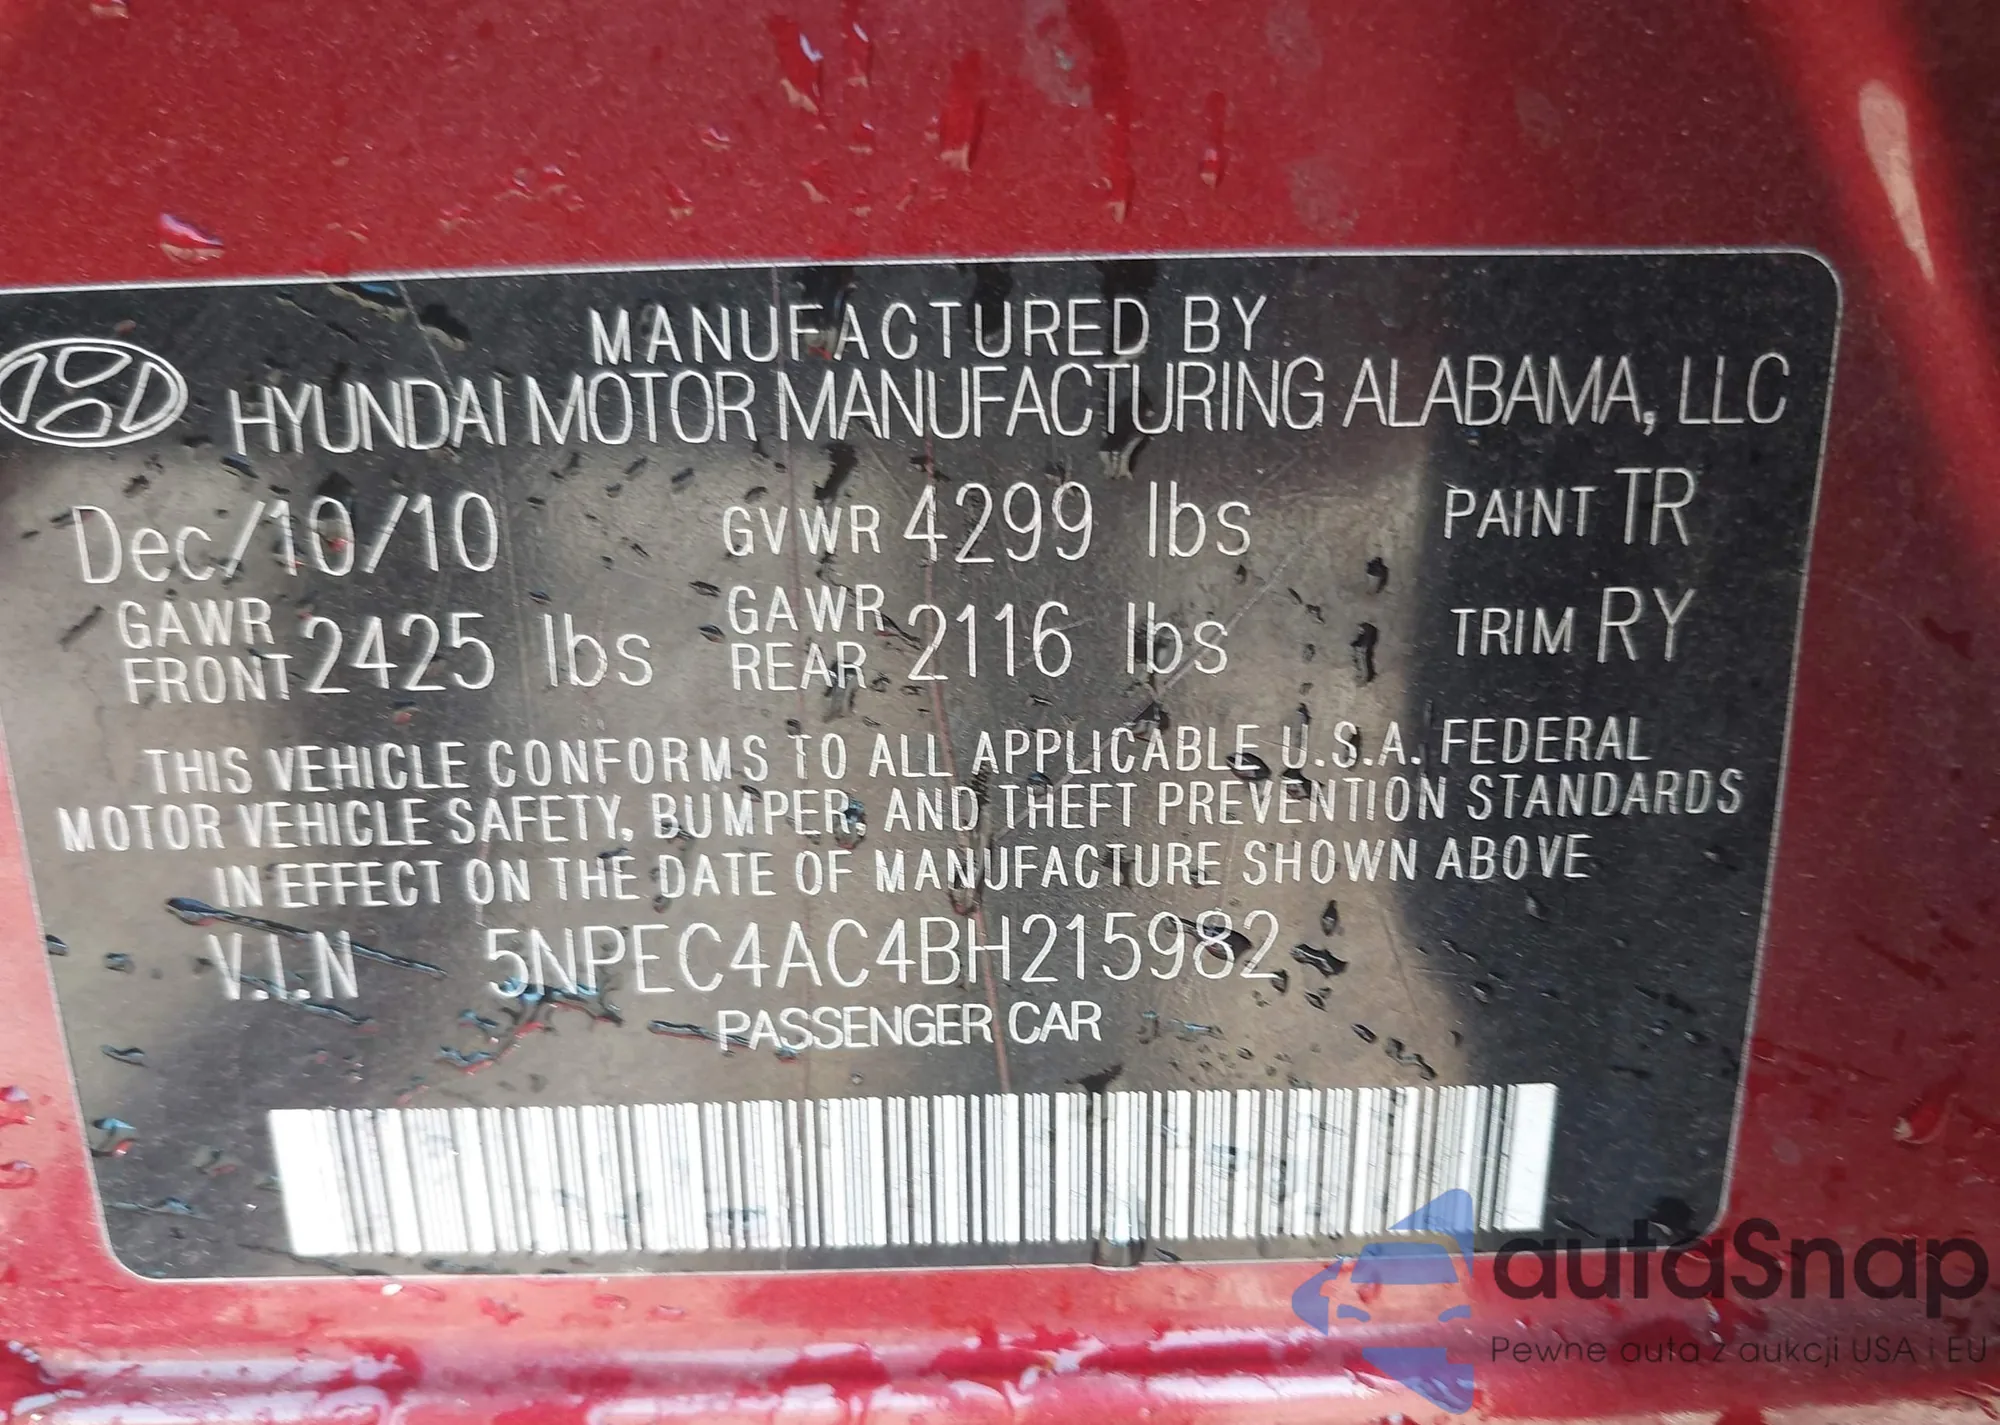 MANUFACTURED BY
HYUNDAI MOTOR MANUFACTURING ALABAMA, LLC
Dec/10/10 GVWR 4299 lbs PAINT TR
GAWR FRONT 2425 lbs GAWR REAR 2116 lbs TRIM RY
THIS VEHICLE CONFORMS TO ALL APPLICABLE U.S.A. FEDERAL
MOTOR VEHICLE SAFETY, BUMPER, AND THEFT PREVENTION STANDARDS
IN EFFECT ON THE DATE OF MANUFACTURE SHOWN ABOVE
V.I.N 5NPEC4AC4BH215982
PASSENGER CAR
autaSnap
Pewne auta z aukcji USA i EU